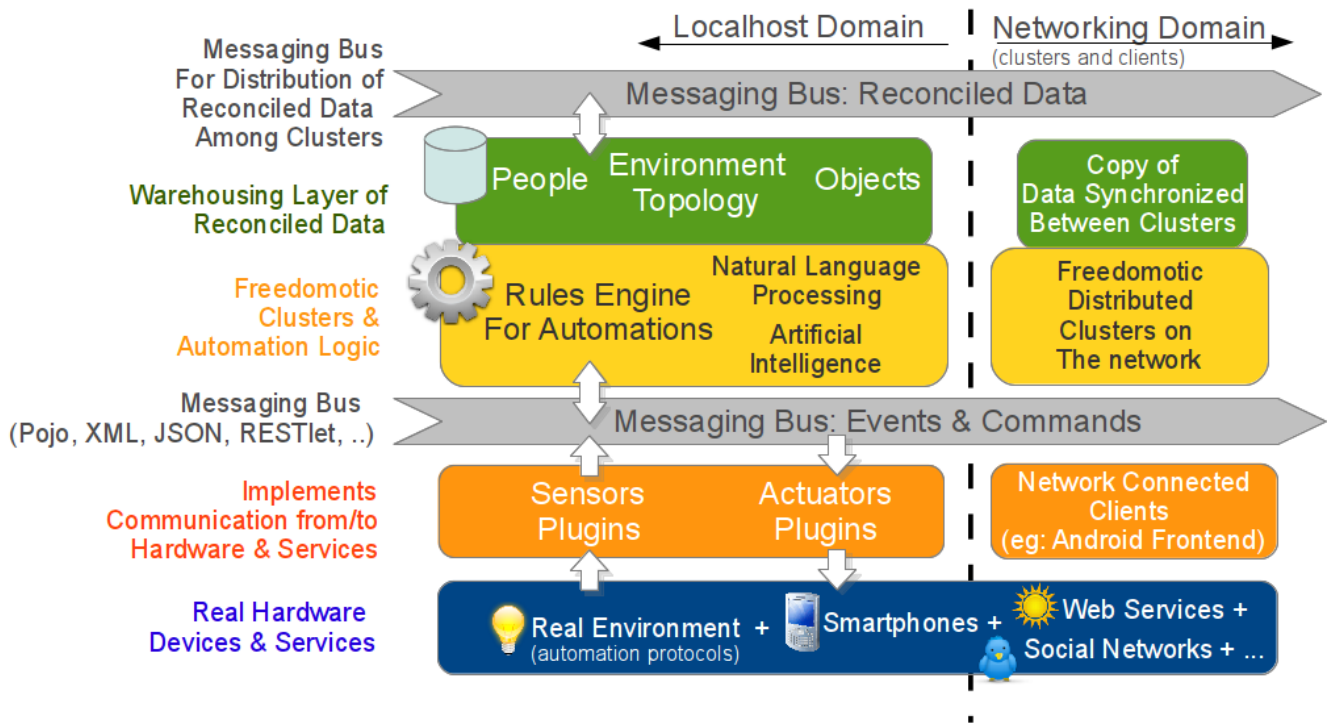 Localhost Domain
Networking Domain
(clusters and clients)
Messaging Bus
For Distribution of
Reconciled Data
Among Clusters
Messaging Bus: Reconciled Data
Warehousing Layer of
Reconciled Data
People
Environment
Topology
Objects
Copy of
Data Synchronized
Between Clusters
Freedomotic
Clusters &
Automation Logic
Rules Engine
For Automations
Natural Language
Processing
Artificial
Intelligence
Freedomotic
Distributed
Clusters on
The network
Messaging Bus
(Pojo, XML, JSON, RESTlet, ..)
Messaging Bus: Events & Commands
Implements
Communication from/to
Hardware & Services
Sensors
Plugins
Actuators
Plugins
Network Connected
Clients
(eg: Android Frontend)
Real Hardware
Devices & Services
Real Environment +
(automation protocols)
Smartphones +
Web Services +
Social Networks + ...